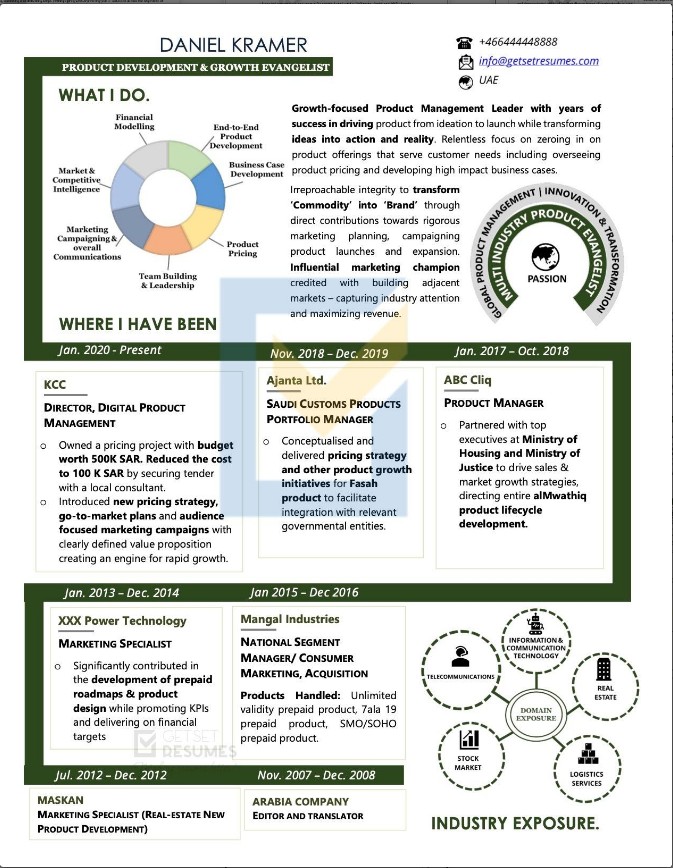 DANIEL KRAMER
PRODUCT DEVELOPMENT & GROWTH EVANGELIST
+466444448888
info@getsetresumes.com
UAE
WHAT I DO.
Financial
Modelling
End-to-End
Product
Development
Business Case
Development
Product
Pricing
Team Building
& Leadership
Marketing
Campaigning &
overall
Communications
Market &
Competitive
Intelligence
Growth-focused Product Management Leader with years of
success in driving product from ideation to launch while transforming
ideas into action and reality. Relentless focus on zeroing in on
product offerings that serve customer needs including overseeing
product pricing and developing high impact business cases.
Irreproachable integrity to transform
‘Commodity’ into ‘Brand’ through
direct contributions towards rigorous
marketing planning, campaigning
product launches and expansion.
Influential marketing champion
credited with building adjacent
markets – capturing industry attention
and maximizing revenue.
GLOBAL PRODUCT MANAGEMENT | INNOVATION & TRANSFORMATION
MULTI INDUSTRY PRODUCT EVANGELIST
PASSION
WHERE I HAVE BEEN
Jan. 2020 - Present
Nov. 2018 – Dec. 2019
Jan. 2017 – Oct. 2018
KCC
DIRECTOR, DIGITAL PRODUCT
MANAGEMENT
o Owned a pricing project with budget
worth 500K SAR. Reduced the cost
to 100 K SAR by securing tender
with a local consultant.
o Introduced new pricing strategy,
go-to-market plans and audience
focused marketing campaigns with
clearly defined value proposition
creating an engine for rapid growth.
Ajanta Ltd.
SAUDI CUSTOMS PRODUCTS
PORTFOLIO MANAGER
o Conceptualised and
delivered pricing strategy
and other product growth
initiatives for Fasah
product to facilitate
integration with relevant
governmental entities.
ABC Cliq
PRODUCT MANAGER
o Partnered with top
executives at Ministry of
Housing and Ministry of
Justice to drive sales &
market growth strategies,
directing entire alMwathiq
product lifecycle
development.
Jan. 2013 – Dec. 2014
Jan 2015 – Dec 2016
XXX Power Technology
MARKETING SPECIALIST
o Significantly contributed in
the development of prepaid
roadmaps & product
design while promoting KPIs
and delivering on financial
targets
Mangal Industries
NATIONAL SEGMENT
MANAGER/ CONSUMER
MARKETING, ACQUISITION
Products Handled: Unlimited
validity prepaid product, 7ala 19
prepaid product, SMO/SOHO
prepaid product.
GETSET
RESUMES
INFORMATION &
COMMUNICATION
TECHNOLOGY
TELECOMMUNICATIONS
REAL
ESTATE
DOMAIN
EXPOSURE
STOCK
MARKET
LOGISTICS
SERVICES
Jul. 2012 – Dec. 2012
Nov. 2007 – Dec. 2008
MASKAN
MARKETING SPECIALIST (REAL-ESTATE NEW
PRODUCT DEVELOPMENT)
ARABIA COMPANY
EDITOR AND TRANSLATOR
INDUSTRY EXPOSURE.